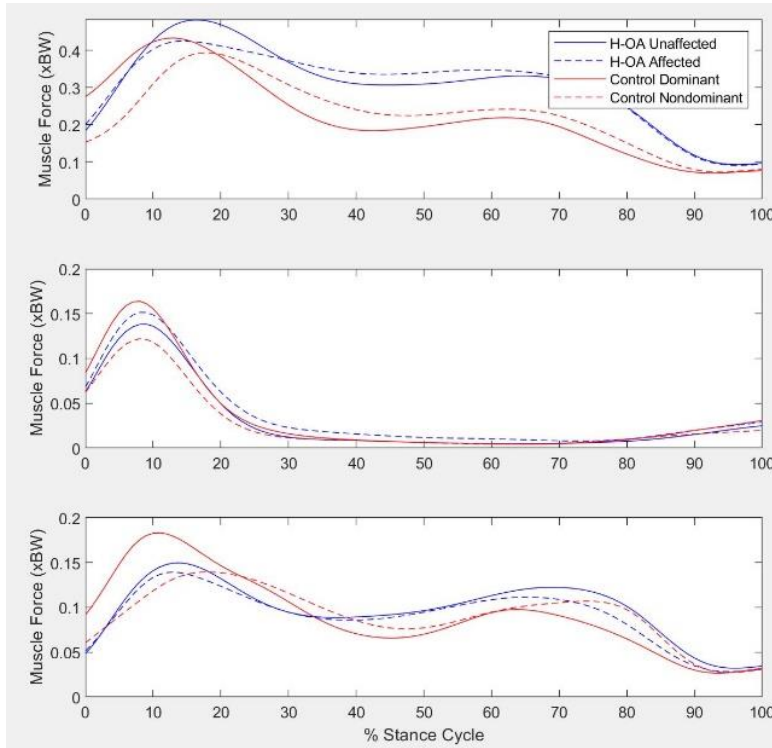 Muscle Force (xBW)
0.4
0.3
0.2
0.1
0
H-OA Unaffected
H-OA Affected
Control Dominant
Control Nondominant
0 10 20 30 40 50 60 70 80 90 100
Muscle Force (xBW)
0.2
0.15
0.1
0.05
0
0 10 20 30 40 50 60 70 80 90 100
Muscle Force (xBW)
0.2
0.15
0.1
0.05
0
0 10 20 30 40 50 60 70 80 90 100
% Stance Cycle